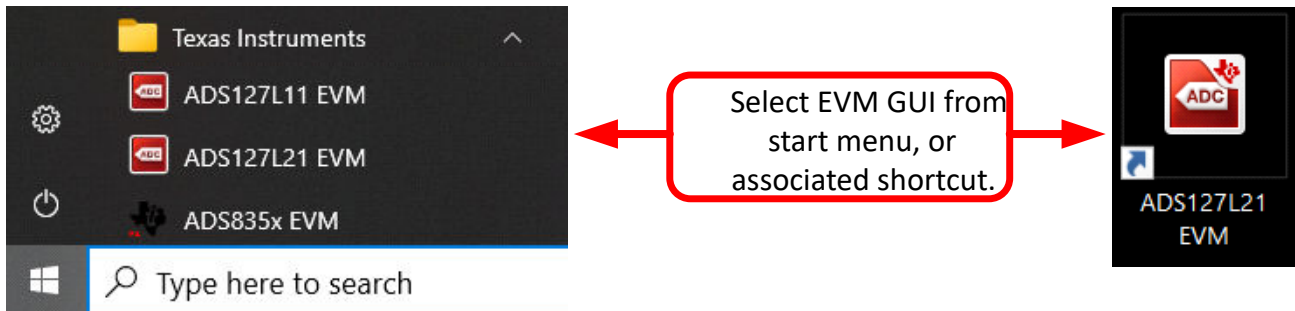 Texas Instruments
ADC
ADS127L11 EVM
ADC
ADS127L21 EVM
ADS835x EVM
Type here to search
Select EVM GUI from
start menu, or
associated shortcut.
ADC
ADS127L21
EVM